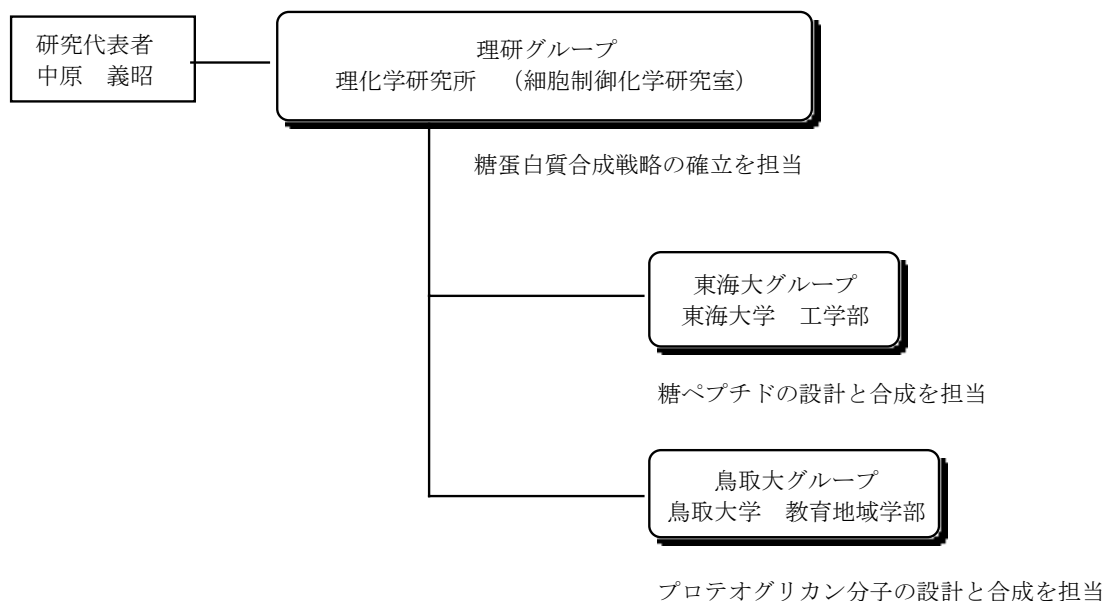 研究代表者
中原　義昭
理研グループ
理化学研究所　（細胞制御化学研究室）
糖蛋白質合成戦略の確立を担当
東海大グループ
東海大学　工学部
糖ペプチドの設計と合成を担当
鳥取大グループ
鳥取大学　教育地域学部
プロテオグリカン分子の設計と合成を担当